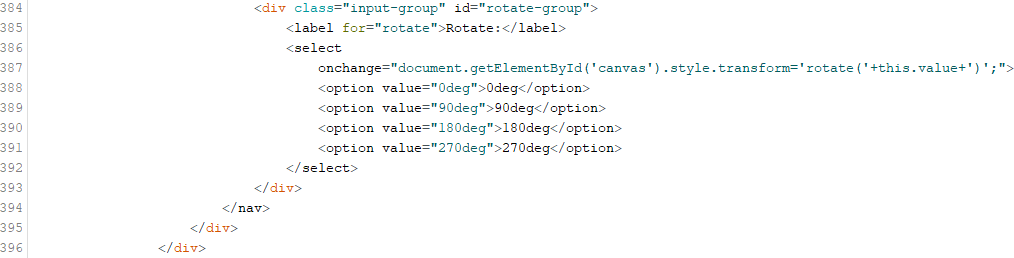 384 <div class="input-group" id="rotate-group">
385 <label for="rotate">Rotate:</label>
386 <select
387 onchange="document.getElementById('canvas').style.transform='rotate('+this.value+')';">
388 <option value="0deg">0deg</option>
389 <option value="90deg">90deg</option>
390 <option value="180deg">180deg</option>
391 <option value="270deg">270deg</option>
392 </select>
393 </div>
394 </nav>
395 </div>
396 </div>